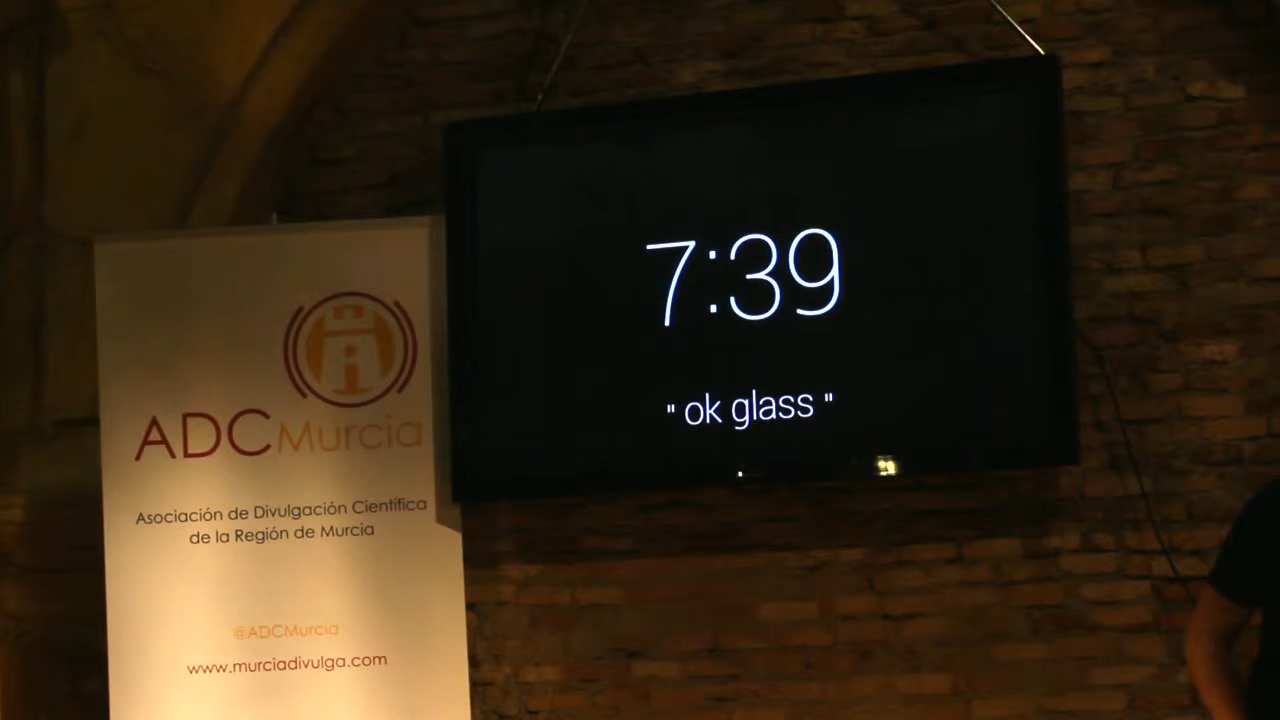 ADCMurcia
Asociación de Divulgación Científica
de la Región de Murcia
@ADCMurcia
www.murciadivulga.com
7:39
" ok glass "